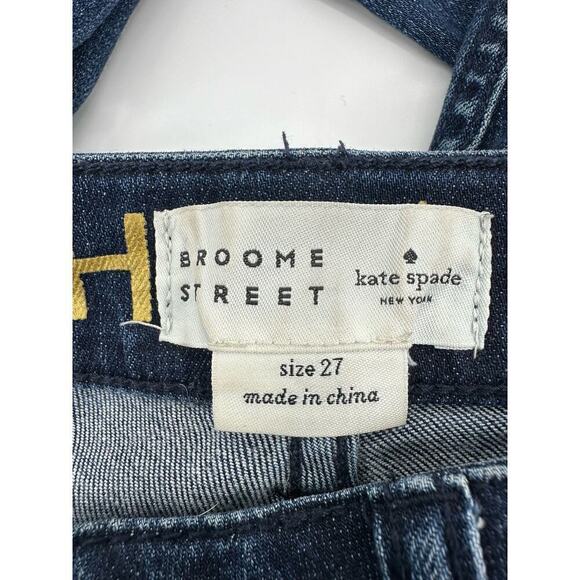 H
BROOME
STREET
kate spade
NEW YORK
size 27
made in china